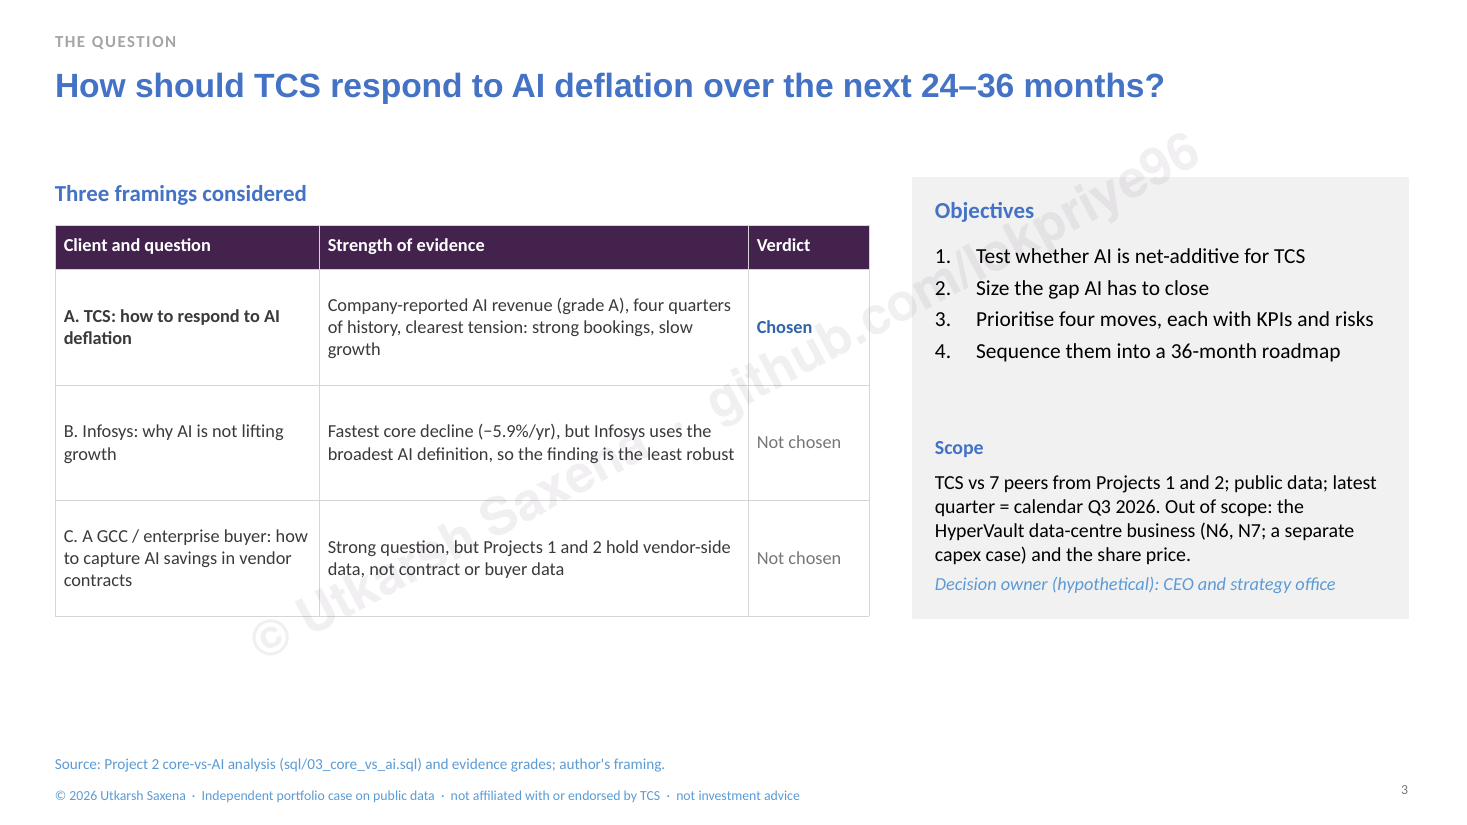 THE QUESTION
How should TCS respond to AI deflation over the next 24–36 months?
Three framings considered
Client and question
Strength of evidence
Verdict
A. TCS: how to respond to AI
deflation
Company-reported AI revenue (grade A), four quarters
of history, clearest tension: strong bookings, slow
growth
Chosen
B. Infosys: why AI is not lifting
growth
Fastest core decline (−5.9%/yr), but Infosys uses the
broadest AI definition, so the finding is the least robust
Not chosen
C. A GCC / enterprise buyer: how
to capture AI savings in vendor
contracts
Strong question, but Projects 1 and 2 hold vendor-side
data, not contract or buyer data
Not chosen
Objectives
1. Test whether AI is net-additive for TCS
2. Size the gap AI has to close
3. Prioritise four moves, each with KPIs and risks
4. Sequence them into a 36-month roadmap
Scope
TCS vs 7 peers from Projects 1 and 2; public data; latest
quarter = calendar Q3 2026. Out of scope: the
HyperVault data-centre business (N6, N7; a separate
capex case) and the share price.
Decision owner (hypothetical): CEO and strategy office
© Utkarsh Saxena · github.com/lekpriye96
Source: Project 2 core-vs-AI analysis (sql/03_core_vs_ai.sql) and evidence grades; author's framing.
© 2026 Utkarsh Saxena · Independent portfolio case on public data · not affiliated with or endorsed by TCS · not investment advice
3